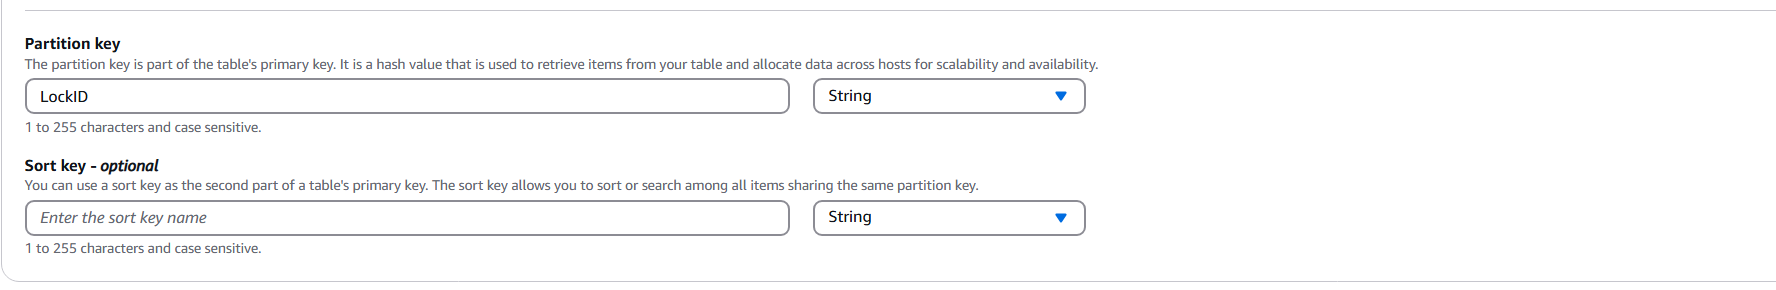 Partition key
The partition key is part of the table's primary key. It is a hash value that is used to retrieve items from your table and allocate data across hosts for scalability and availability.
LockID String
1 to 255 characters and case sensitive.
Sort key - optional
You can use a sort key as the second part of a table's primary key. The sort key allows you to sort or search among all items sharing the same partition key.
Enter the sort key name String
1 to 255 characters and case sensitive.